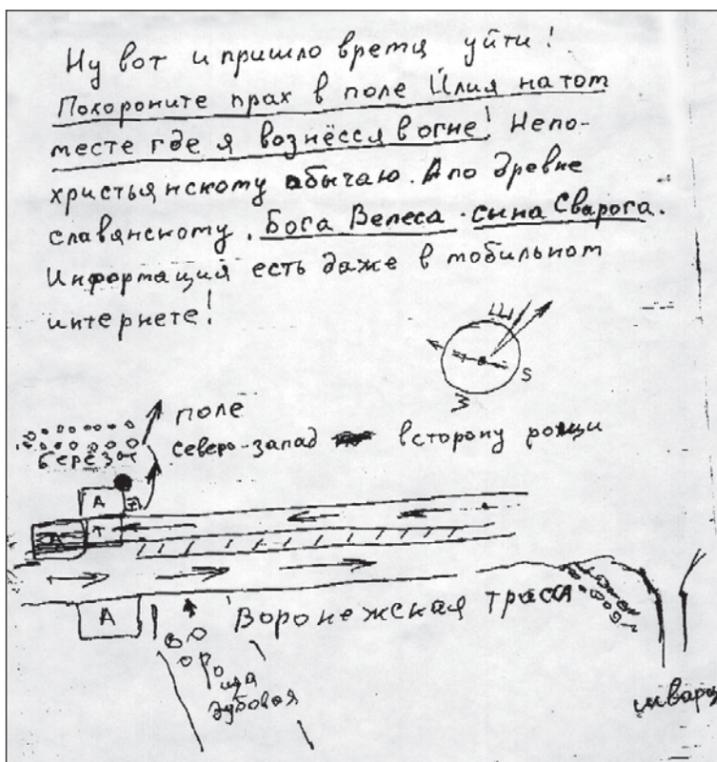 Ну вот и пришло время уйти!
Похороните прах в поле Илия на том
месте где я вознёсся в огне! Непо-
христьянскому обычаю. А по древне
славянскому. Бога Велеса - сына Сварога.
Информация есть даже в мобильном
интернете!
E
S
W
поле
северо-запад в сторону рощи
берёзы
А
А
Т
А
Воронежская трасса
роща
дубовая